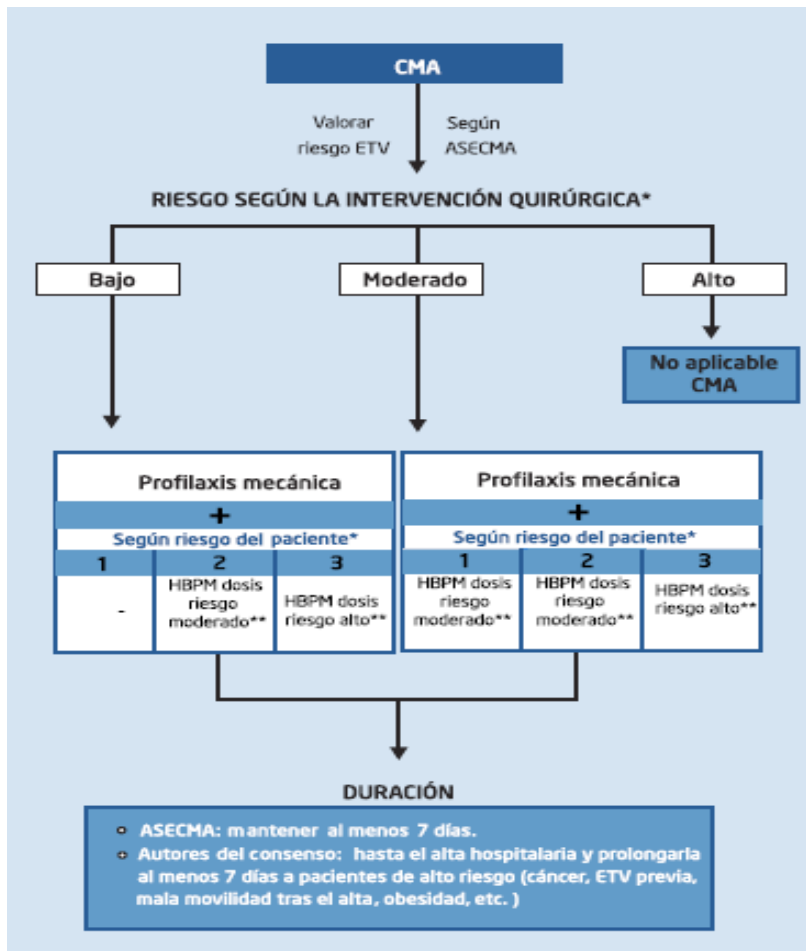 CMA
Valorar
riesgo ETV
Según
ASECMA
RIESGO SEGÚN LA INTERVENCIÓN QUIRÚRGICA*
Bajo
Moderado
Alto
No aplicable
CMA
Profilaxis mecánica
+
Según riesgo del paciente*
1
2
3
-
HBPM dosis
riesgo
moderado**
HBPM dosis
riesgo alto**
Profilaxis mecánica
+
Según riesgo del paciente*
1
2
3
HBPM dosis
riesgo
moderado**
HBPM dosis
riesgo
moderado**
HBPM dosis
riesgo alto**
DURACIÓN
ASECMA: mantener al menos 7 días.
Autores del consenso: hasta el alta hospitalaria y prolongarla
al menos 7 días a pacientes de alto riesgo (cáncer, ETV previa,
mala movilidad tras el alta, obesidad, etc. )